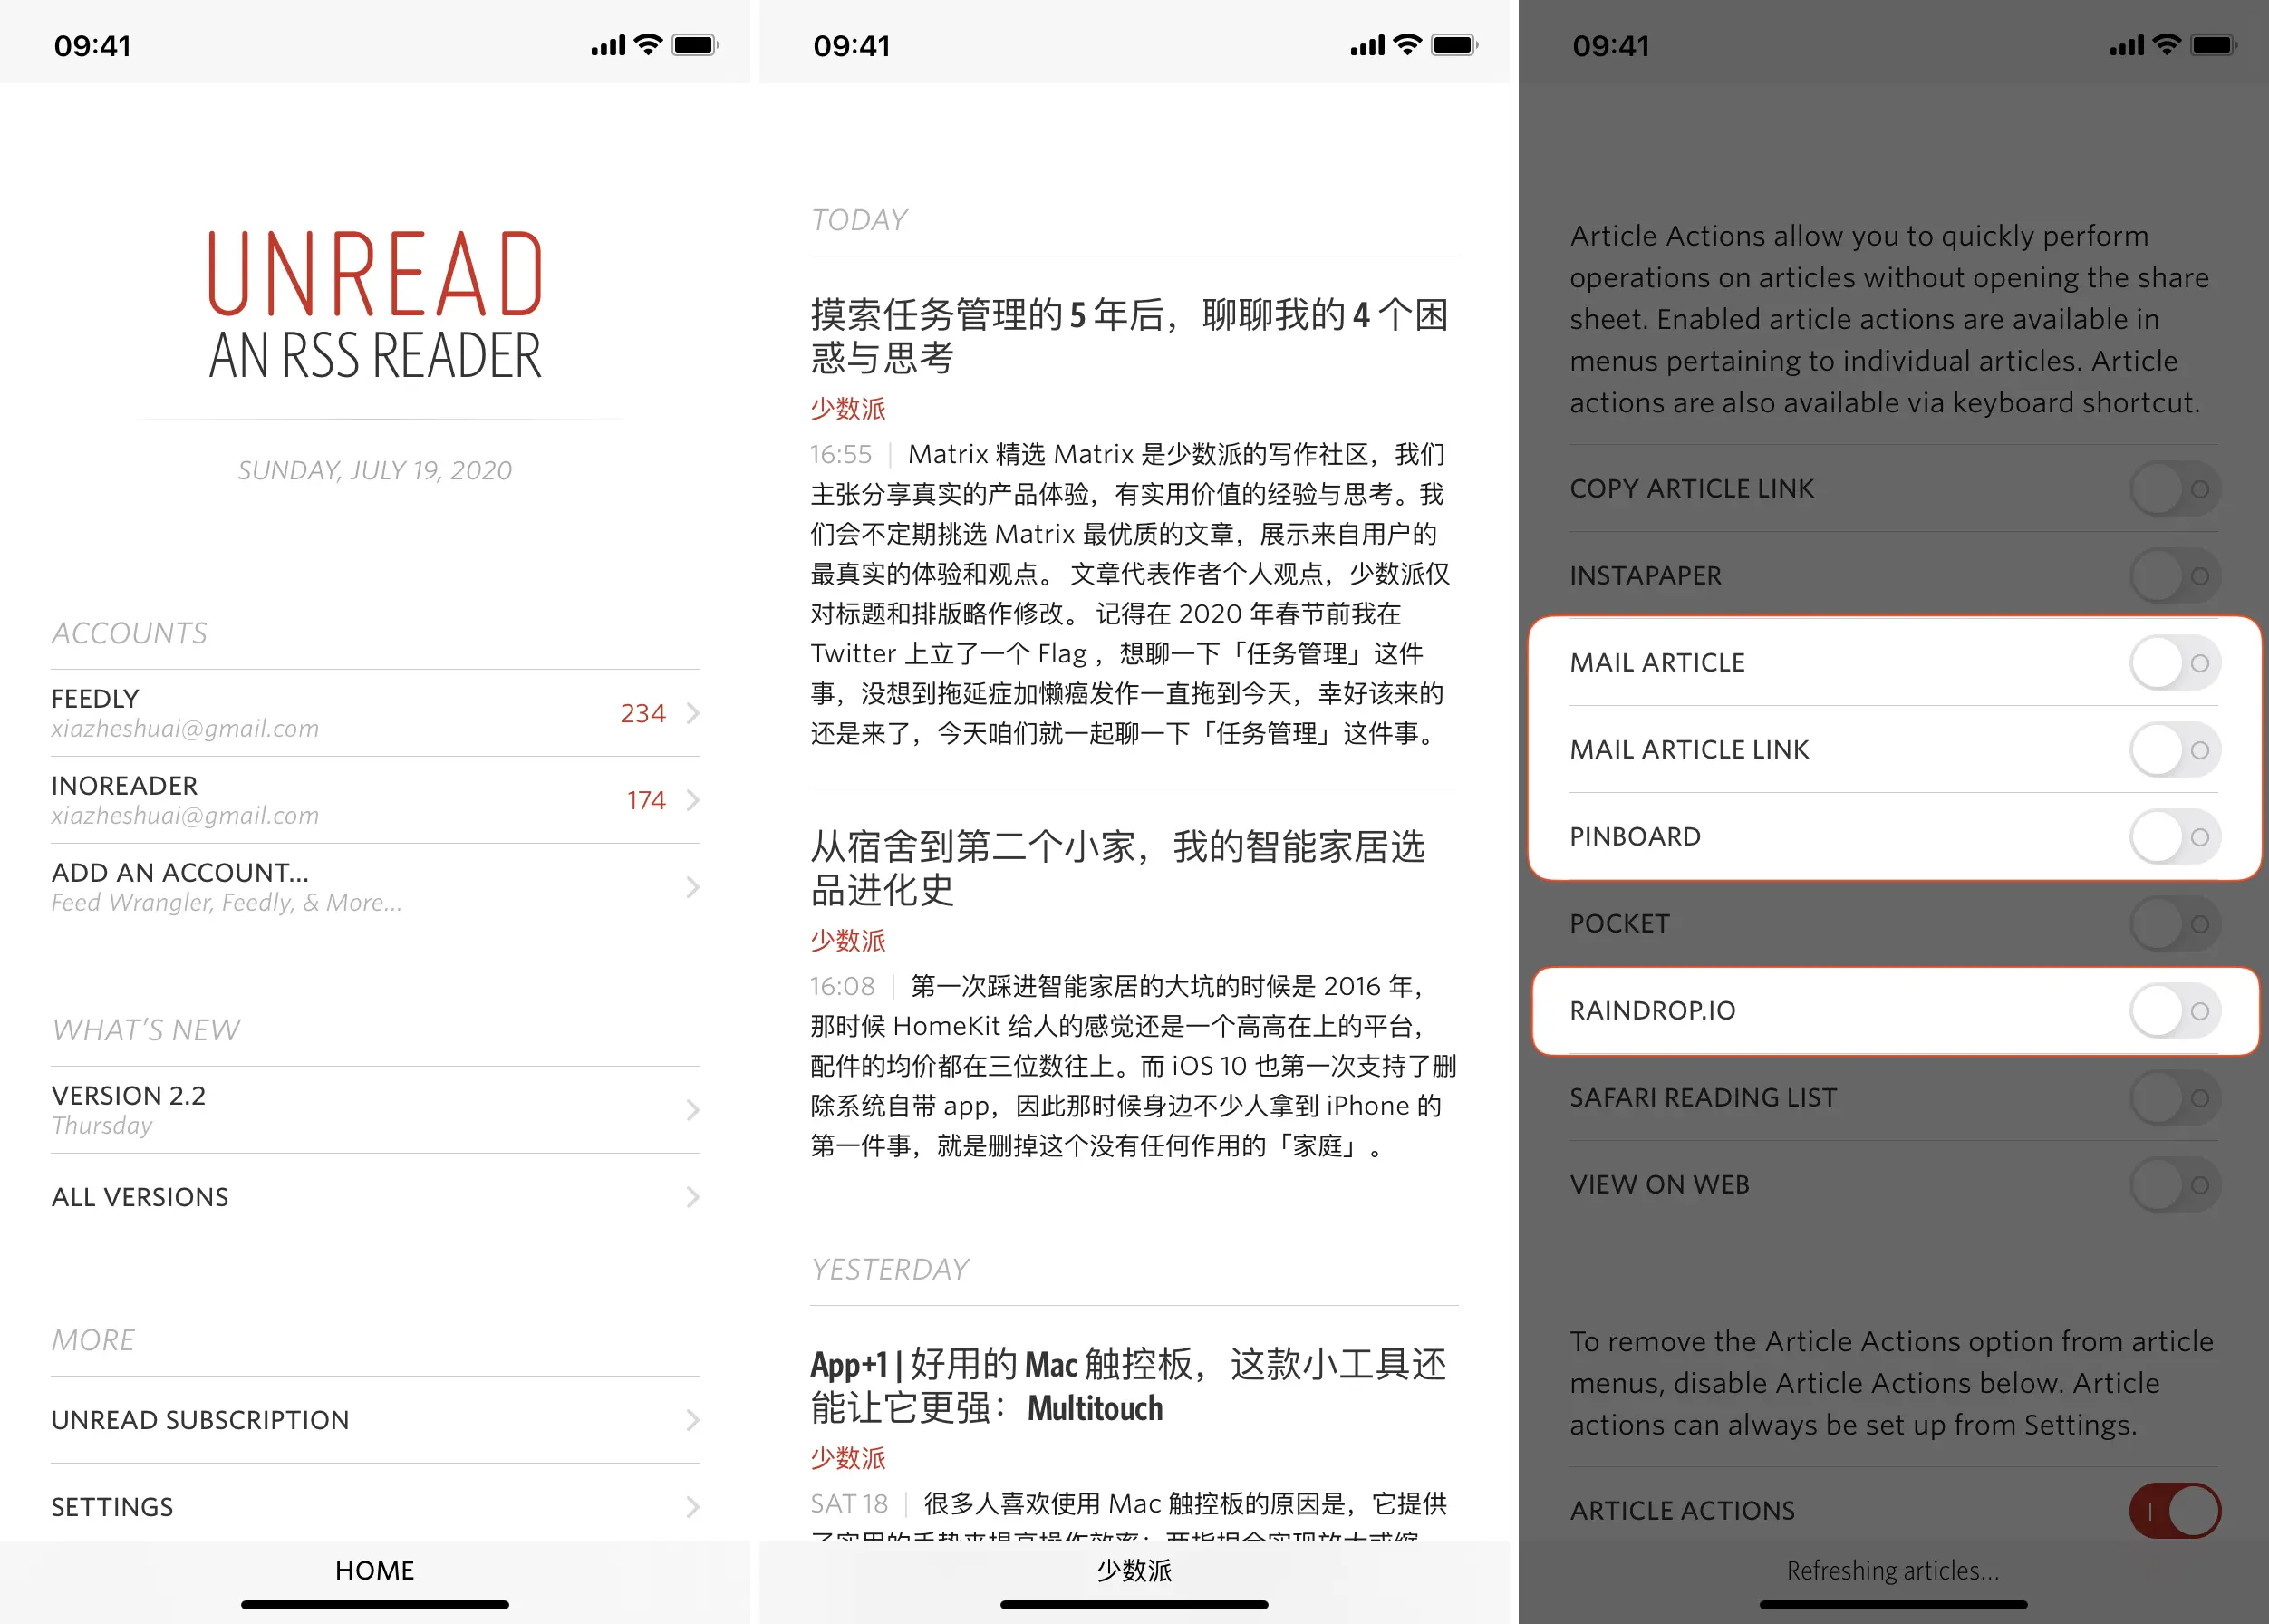 09:41
UNREAD
AN RSS READER
SUNDAY, JULY 19, 2020
ACCOUNTS
FEEDLY
xiazheshuai@gmail.com
234
INOREADER
xiazheshuai@gmail.com
174
ADD AN ACCOUNT...
Feed Wrangler, Feedly, & More...
WHAT'S NEW
VERSION 2.2
Thursday
ALL VERSIONS
MORE
UNREAD SUBSCRIPTION
SETTINGS
HOME
09:41
TODAY
摸索任务管理的 5 年后，聊聊我的 4 个困
惑与思考
少数派
16:55 | Matrix 精选 Matrix 是少数派的写作社区，我们
主张分享真实的产品体验，有实用价值的经验与思考。我
们会不定期挑选 Matrix 最优质的文章，展示来自用户的
最真实的体验和观点。 文章代表作者个人观点，少数派仅
对标题和排版略作修改。 记得在 2020 年春节前我在
Twitter 上立了一个 Flag ，想聊一下「任务管理」这件
事，没想到拖延症加懒癌发作一直拖到今天，幸好该来的
还是来了，今天咱们就一起聊一下「任务管理」这件事。
从宿舍到第二个小家，我的智能家居选
品进化史
少数派
16:08 | 第一次踩进智能家居的大坑的时候是 2016 年，
那时候 HomeKit 给人的感觉还是一个高高在上的平台，
配件的均价都在三位数往上。而 iOS 10 也第一次支持了删
除系统自带 app，因此那时候身边不少人拿到 iPhone 的
第一件事，就是删掉这个没有任何作用的「家庭」。
YESTERDAY
App+1 | 好用的 Mac 触控板，这款小工具还
能让它更强：Multitouch
少数派
SAT 18 | 很多人喜欢使用 Mac 触控板的原因是，它提供
少数派
09:41
Article Actions allow you to quickly perform
operations on articles without opening the share
sheet. Enabled article actions are available in
menus pertaining to individual articles. Article
actions are also available via keyboard shortcut.
COPY ARTICLE LINK
INSTAPAPER
MAIL ARTICLE
MAIL ARTICLE LINK
PINBOARD
POCKET
RAINDROP.IO
SAFARI READING LIST
VIEW ON WEB
To remove the Article Actions option from article
menus, disable Article Actions below. Article
actions can always be set up from Settings.
ARTICLE ACTIONS
Refreshing articles...